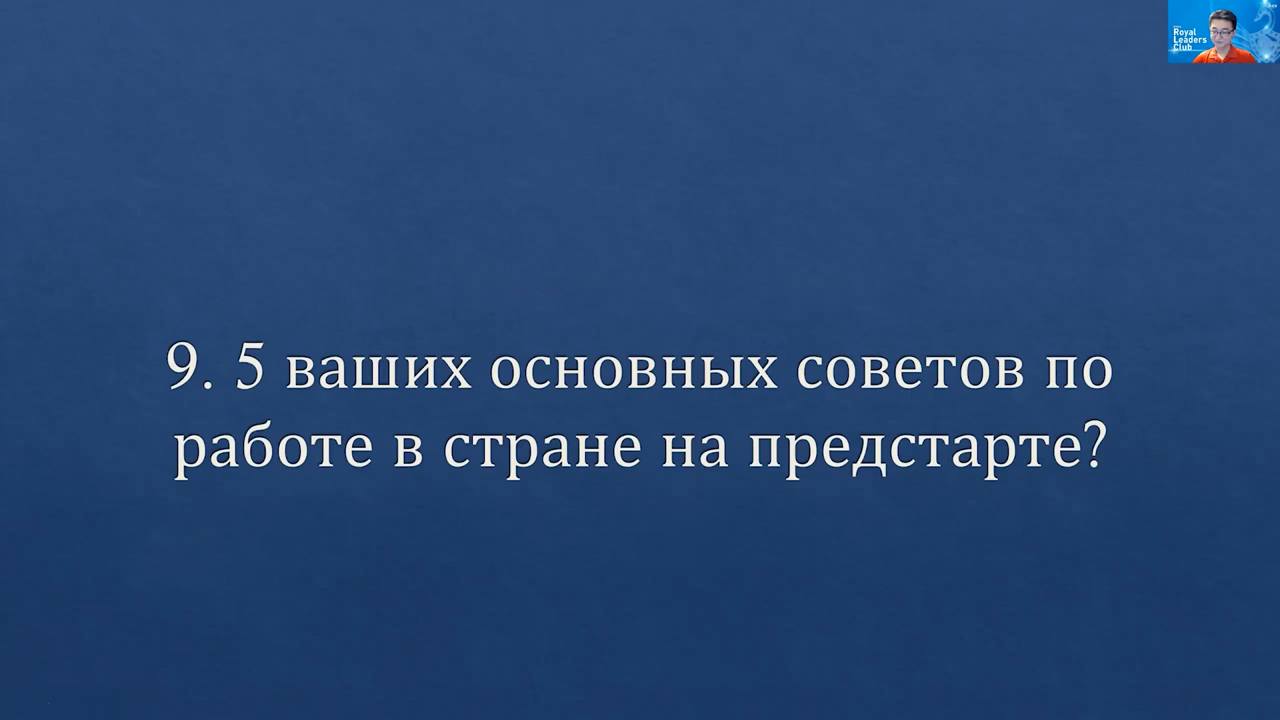 Royal
Leaders
Club
9. 5 ваших основных советов по
работе в стране на предстарте?